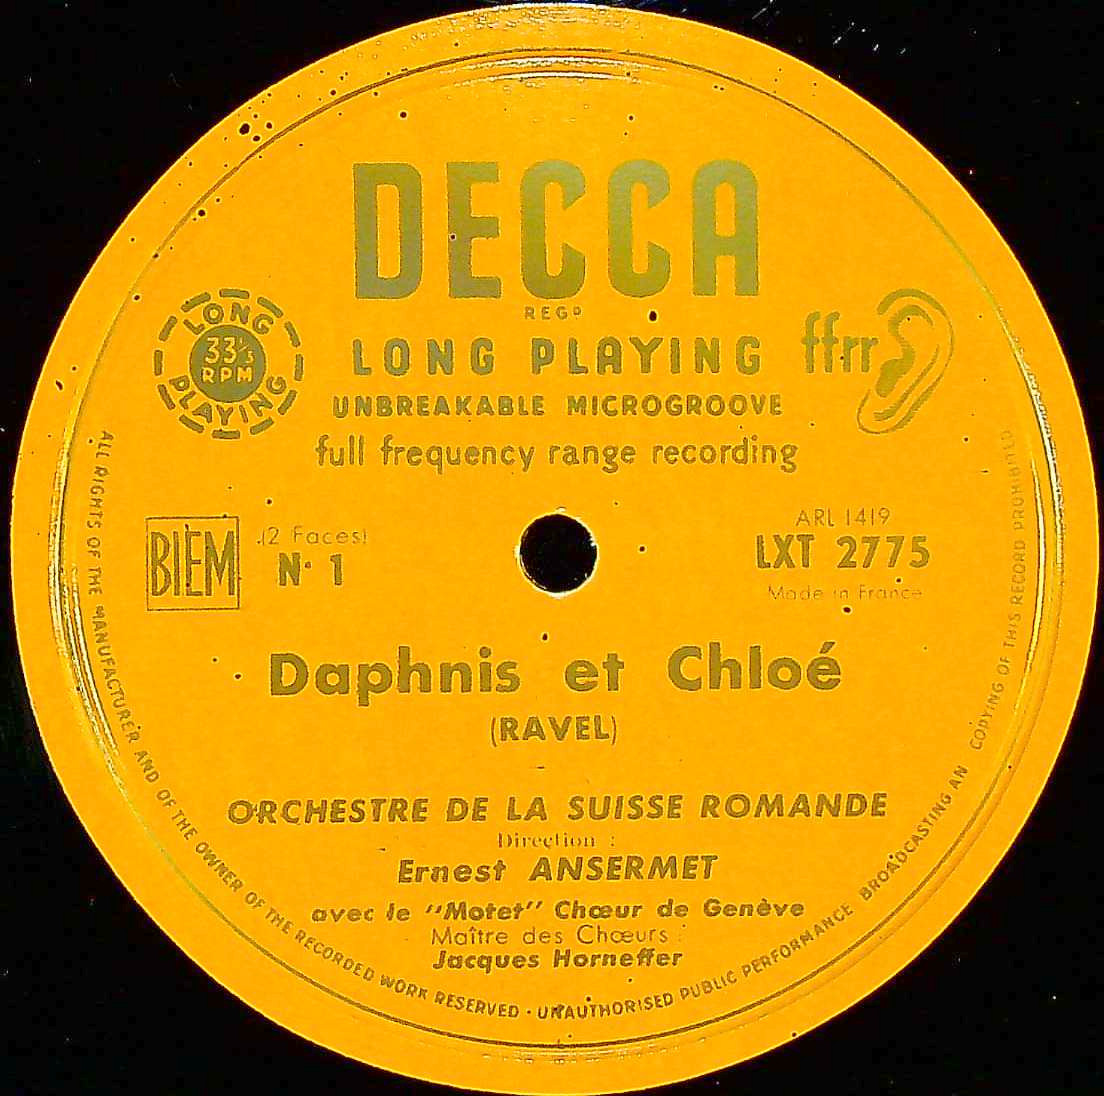 DECCA
REGD
LONG PLAYING
UNBREAKABLE MICROGROOVE
full frequency range recording
LONG
33⅓
RPM
PLAYING
ffrr
BIEM
(2 Faces)
N· 1
ARL 1419
LXT 2775
Made in France
Daphnis et Chloé
(RAVEL)
ORCHESTRE DE LA SUISSE ROMANDE
Direction :
Ernest ANSERMET
avec le "Motet" Chœur de Genève
Maître des Chœurs :
Jacques Horneffer
ALL RIGHTS OF THE MANUFACTURER AND OF THE OWNER OF THE RECORDED WORK RESERVED · UNAUTHORISED PUBLIC PERFORMANCE BROADCASTING AN COPYING OF THIS RECORD PROHIBITED